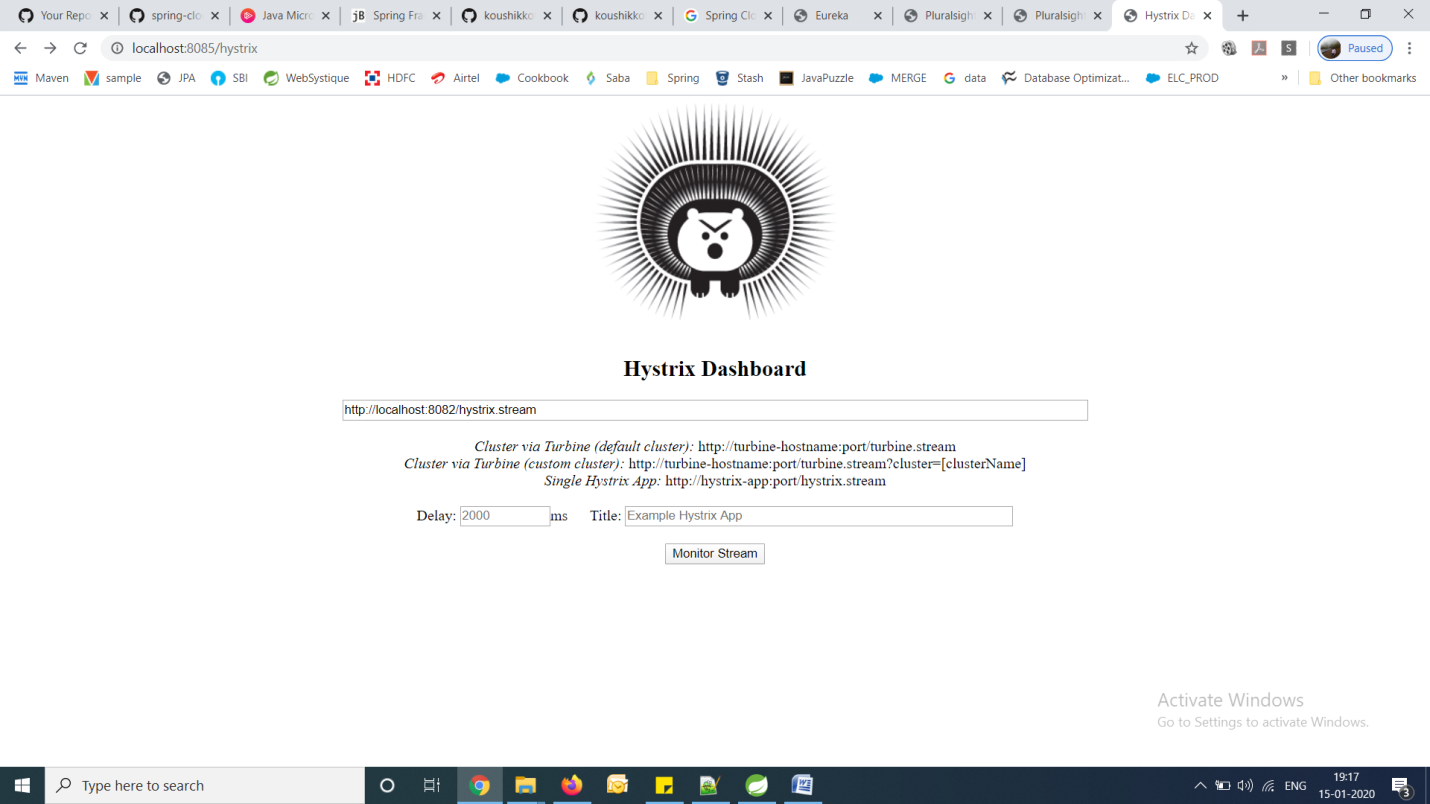 Your Repo
spring-clo
Java Micro
Spring Fra
koushikko
koushikko
Spring Clo
Eureka
Pluralsight
Pluralsight
Hystrix Da
localhost:8085/hystrix
Paused
Maven
sample
JPA
SBI
WebSystique
HDFC
Airtel
Cookbook
Saba
Spring
Stash
JavaPuzzle
MERGE
data
Database Optimizat...
ELC_PROD
»
Other bookmarks
Hystrix Dashboard
http://localhost:8082/hystrix.stream
Cluster via Turbine (default cluster): http://turbine-hostname:port/turbine.stream
Cluster via Turbine (custom cluster): http://turbine-hostname:port/turbine.stream?cluster=[clusterName]
Single Hystrix App: http://hystrix-app:port/hystrix.stream
Delay: 2000 ms Title: Example Hystrix App
Monitor Stream
Activate Windows
Go to Settings to activate Windows.
Type here to search
ENG
19:17
15-01-2020
3